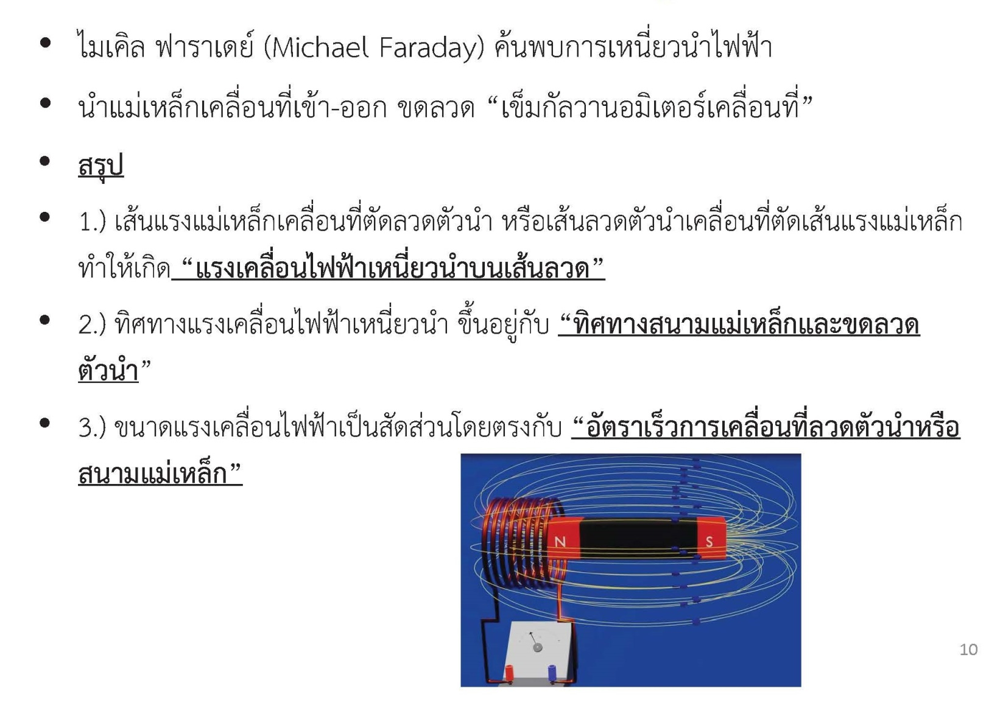 • ไมเคิล ฟาราเดย์ (Michael Faraday) ค้นพบการเหนี่ยวนำไฟฟ้า
• นำแม่เหล็กเคลื่อนที่เข้า-ออก ขดลวด “เข็มกัลวานอมิเตอร์เคลื่อนที่”
• สรุป
• 1.) เส้นแรงแม่เหล็กเคลื่อนที่ตัดลวดตัวนำ หรือเส้นลวดตัวนำเคลื่อนที่ตัดเส้นแรงแม่เหล็ก
ทำให้เกิด “แรงเคลื่อนไฟฟ้าเหนี่ยวนำบนเส้นลวด”
• 2.) ทิศทางแรงเคลื่อนไฟฟ้าเหนี่ยวนำ ขึ้นอยู่กับ “ทิศทางสนามแม่เหล็กและขดลวด
ตัวนำ”
• 3.) ขนาดแรงเคลื่อนไฟฟ้าเป็นสัดส่วนโดยตรงกับ “อัตราเร็วการเคลื่อนที่ลวดตัวนำหรือ
สนามแม่เหล็ก”
N S
10